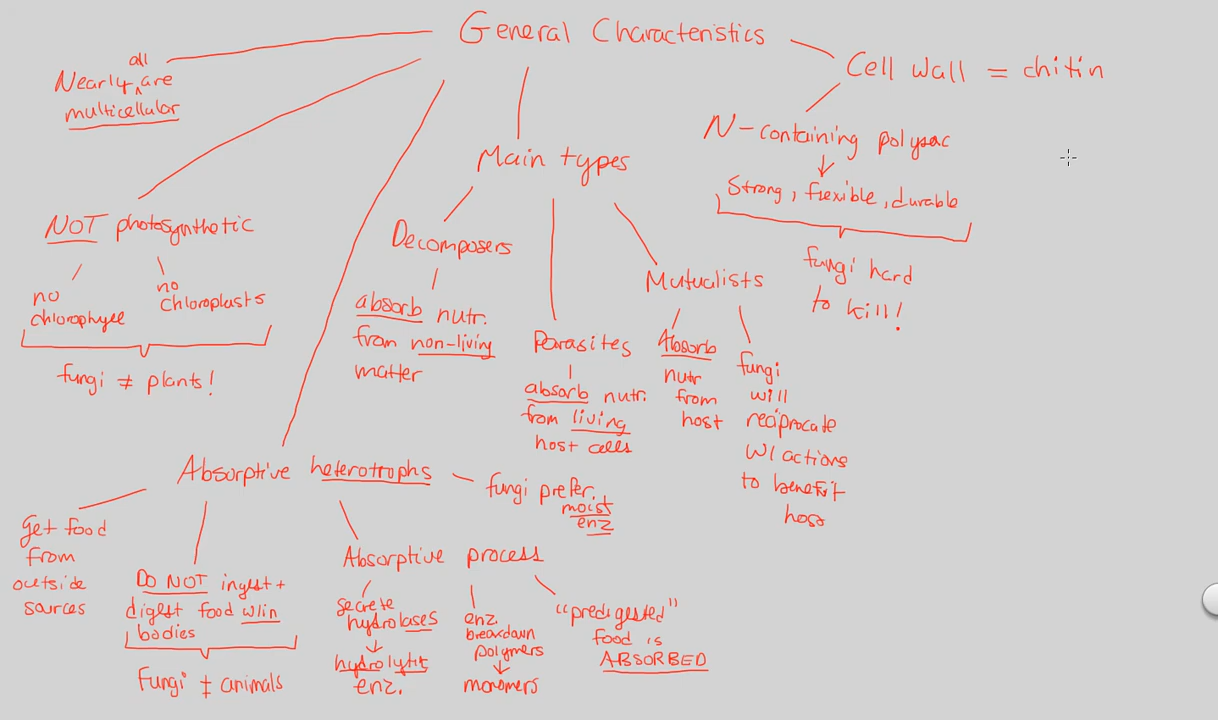 General Characteristics
Nearly all are
multicellular
Cell Wall = chitin
N-containing polysac
Strong, flexible, durable
fungi hard
to kill!
Main types
NOT photosynthetic
no
chlorophyll
no
chloroplasts
fungi ≠ plants!
Decomposers
absorb nutr.
from non-living
matter
Parasites
absorb nutr.
from living
host cells
Mutualists
Absorb
nutr
from
host
fungi
will
reciprocate
w/ actions
to benefit
host
Absorptive heterotrophs
fungi prefer
moist
enz
get food
from
outside
sources
DO NOT ingest +
digest food w/in
bodies
Fungi ≠ animals
Absorptive process
secrete
hydrolases
hydrolytic
enz.
enz.
breakdown
polymers
monomers
"predigested"
food is
ABSORBED